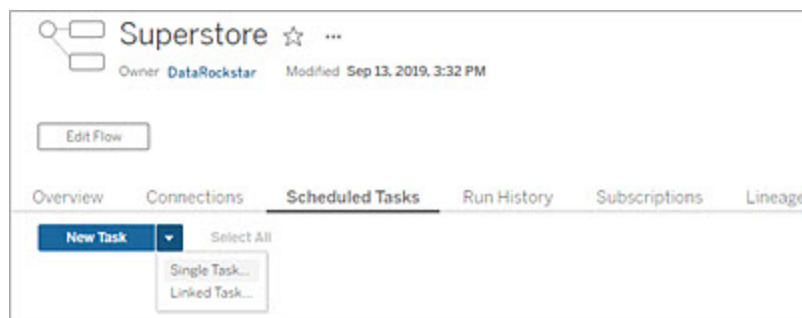 Superstore ☆ ...
Owner DataRockstar Modified Sep 13, 2019, 3:32 PM
Edit Flow
Overview Connections Scheduled Tasks Run History Subscriptions Lineage
New Task Select All
Single Task...
Linked Task...